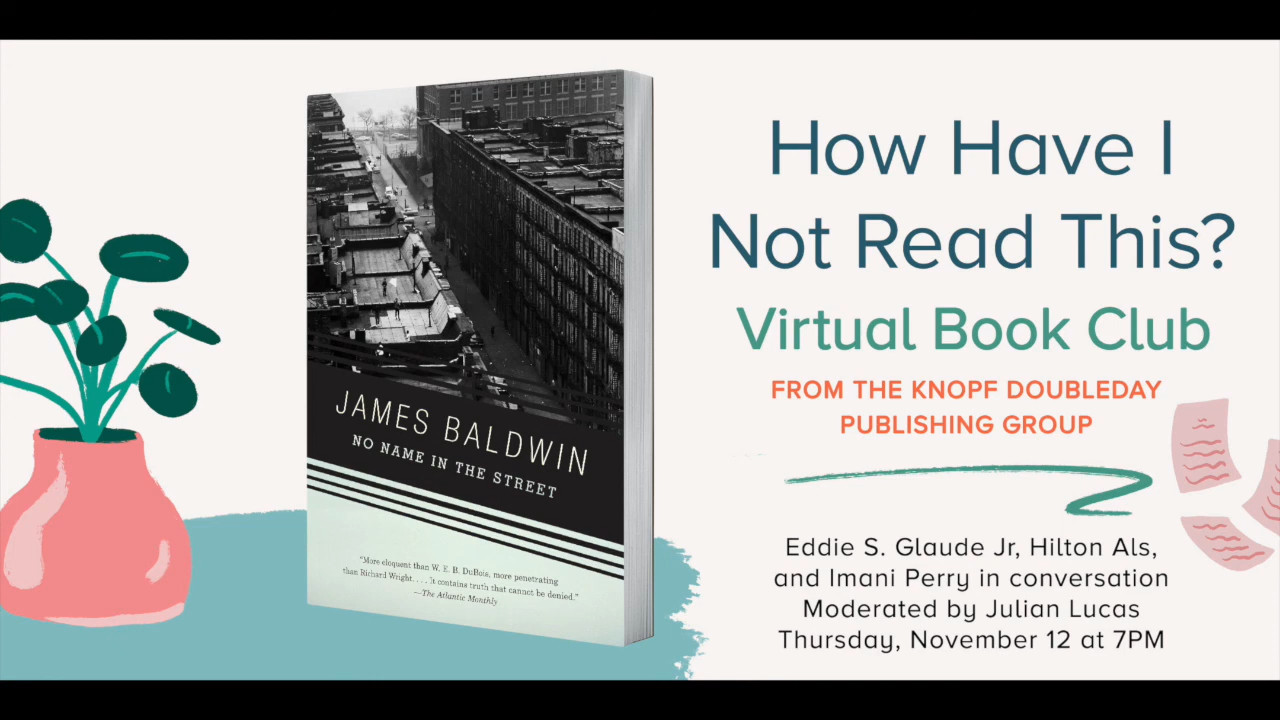 JAMES BALDWIN
NO NAME IN THE STREET
“More eloquent than W. E. B. DuBois, more penetrating
than Richard Wright. . . . It contains truth that cannot be denied.”
—The Atlantic Monthly
How Have I
Not Read This?
Virtual Book Club
FROM THE KNOPF DOUBLEDAY
PUBLISHING GROUP
Eddie S. Glaude Jr, Hilton Als,
and Imani Perry in conversation
Moderated by Julian Lucas
Thursday, November 12 at 7PM